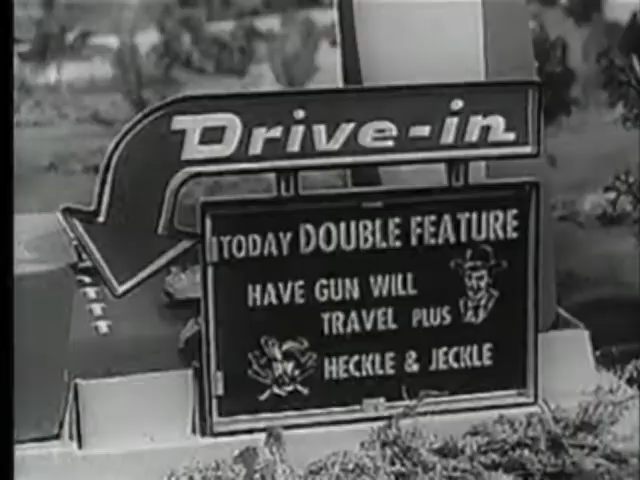 Drive-in
TODAY DOUBLE FEATURE
HAVE GUN WILL
TRAVEL PLUS
HECKLE & JECKLE